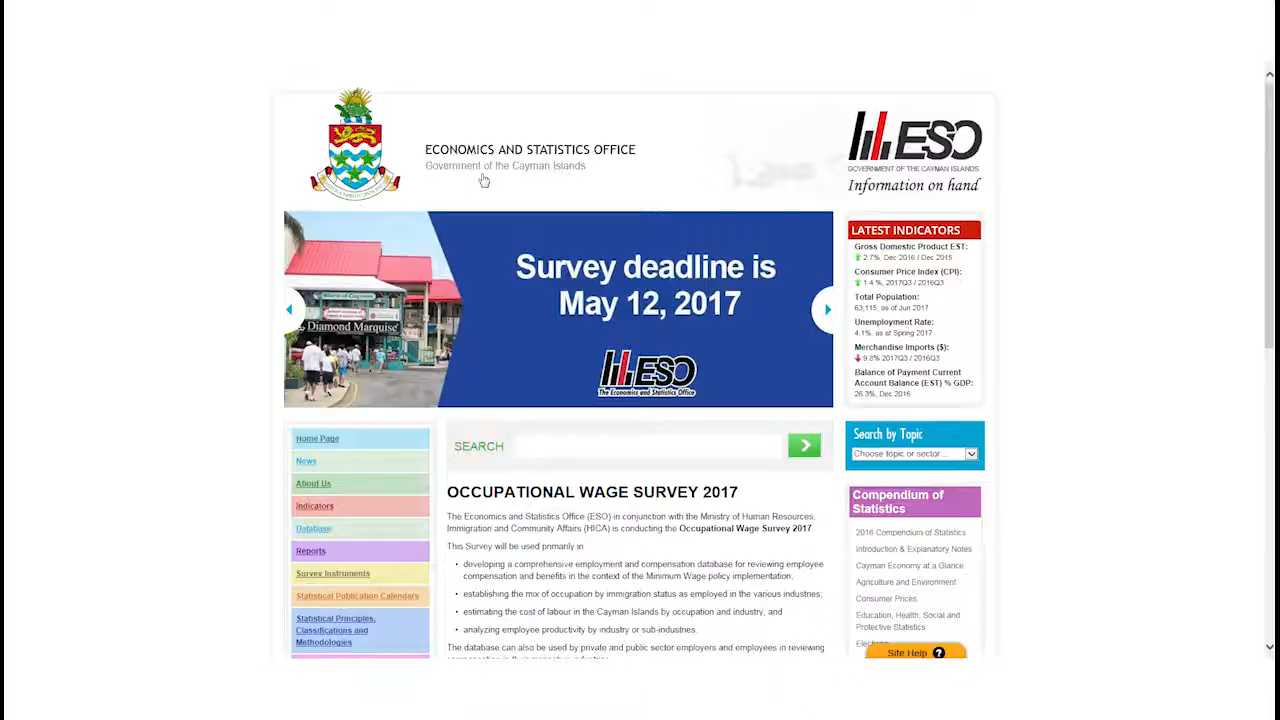 ECONOMICS AND STATISTICS OFFICE
Government of the Cayman Islands
ESO
GOVERNMENT OF THE CAYMAN ISLANDS
Information on hand
Survey deadline is
May 12, 2017
Diamond Marquise
ESO
The Economics and Statistics Office
LATEST INDICATORS
Gross Domestic Product EST:
2.7%, Dec 2016 / Dec 2015
Consumer Price Index (CPI):
1.4 %, 2017Q3 / 2016Q3
Total Population:
63,115, as of Jun 2017
Unemployment Rate:
4.1%. as at Spring 2017
Merchandise Imports ($):
9.8% 2017Q3 / 2016Q3
Balance of Payment Current
Account Balance (EST) % GDP:
26.3%, Dec 2016
Home Page
News
About Us
Indicators
Database
Reports
Survey Instruments
Statistical Publication Calendars
Statistical Principles,
Classifications and
Methodologies
SEARCH
OCCUPATIONAL WAGE SURVEY 2017
The Economics and Statistics Office (ESO) in conjunction with the Ministry of Human Resources,
Immigration and Community Affairs (HICA) is conducting the Occupational Wage Survey 2017
This Survey will be used primarily in
• developing a comprehensive employment and compensation database for reviewing employee
compensation and benefits in the context of the Minimum Wage policy implementation;
• establishing the mix of occupation by immigration status as employed in the various industries;
• estimating the cost of labour in the Cayman Islands by occupation and industry; and
• analyzing employee productivity by industry or sub-industries.
The database can also be used by private and public sector employers and employees in reviewing
Search by Topic
Choose topic or sector ...
Compendium of
Statistics
2016 Compendium of Statistics
Introduction & Explanatory Notes
Cayman Economy at a Glance
Agriculture and Environment
Consumer Prices
Education, Health, Social and
Protective Statistics
Site Help ?